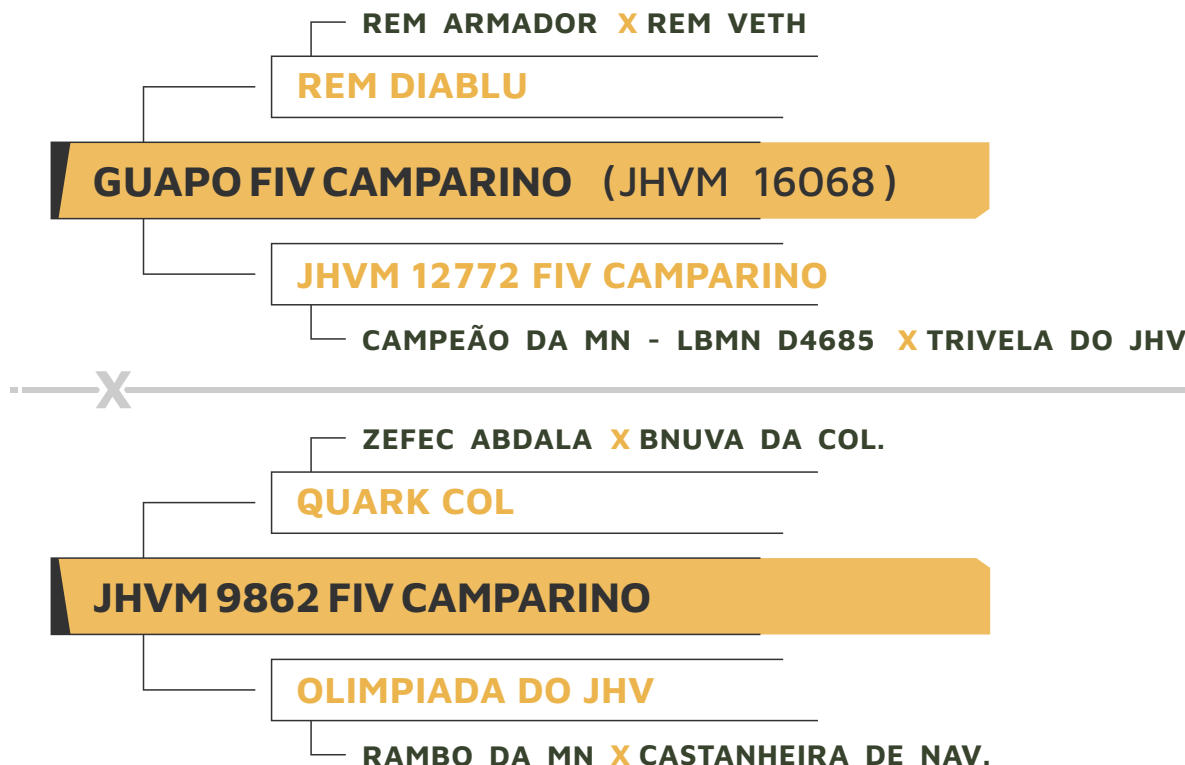 REM ARMADOR X REM VETH
REM DIABLU
GUAPO FIV CAMPARINO (JHVM 16068)
JHVM 12772 FIV CAMPARINO
CAMPEÃO DA MN - LBMN D4685 X TRIVELA DO JHV
X
ZEFEC ABDALA X BNUVA DA COL.
QUARK COL
JHVM 9862 FIV CAMPARINO
OLIMPIADA DO JHV
RAMBO DA MN X CASTANHEIRA DE NAV.